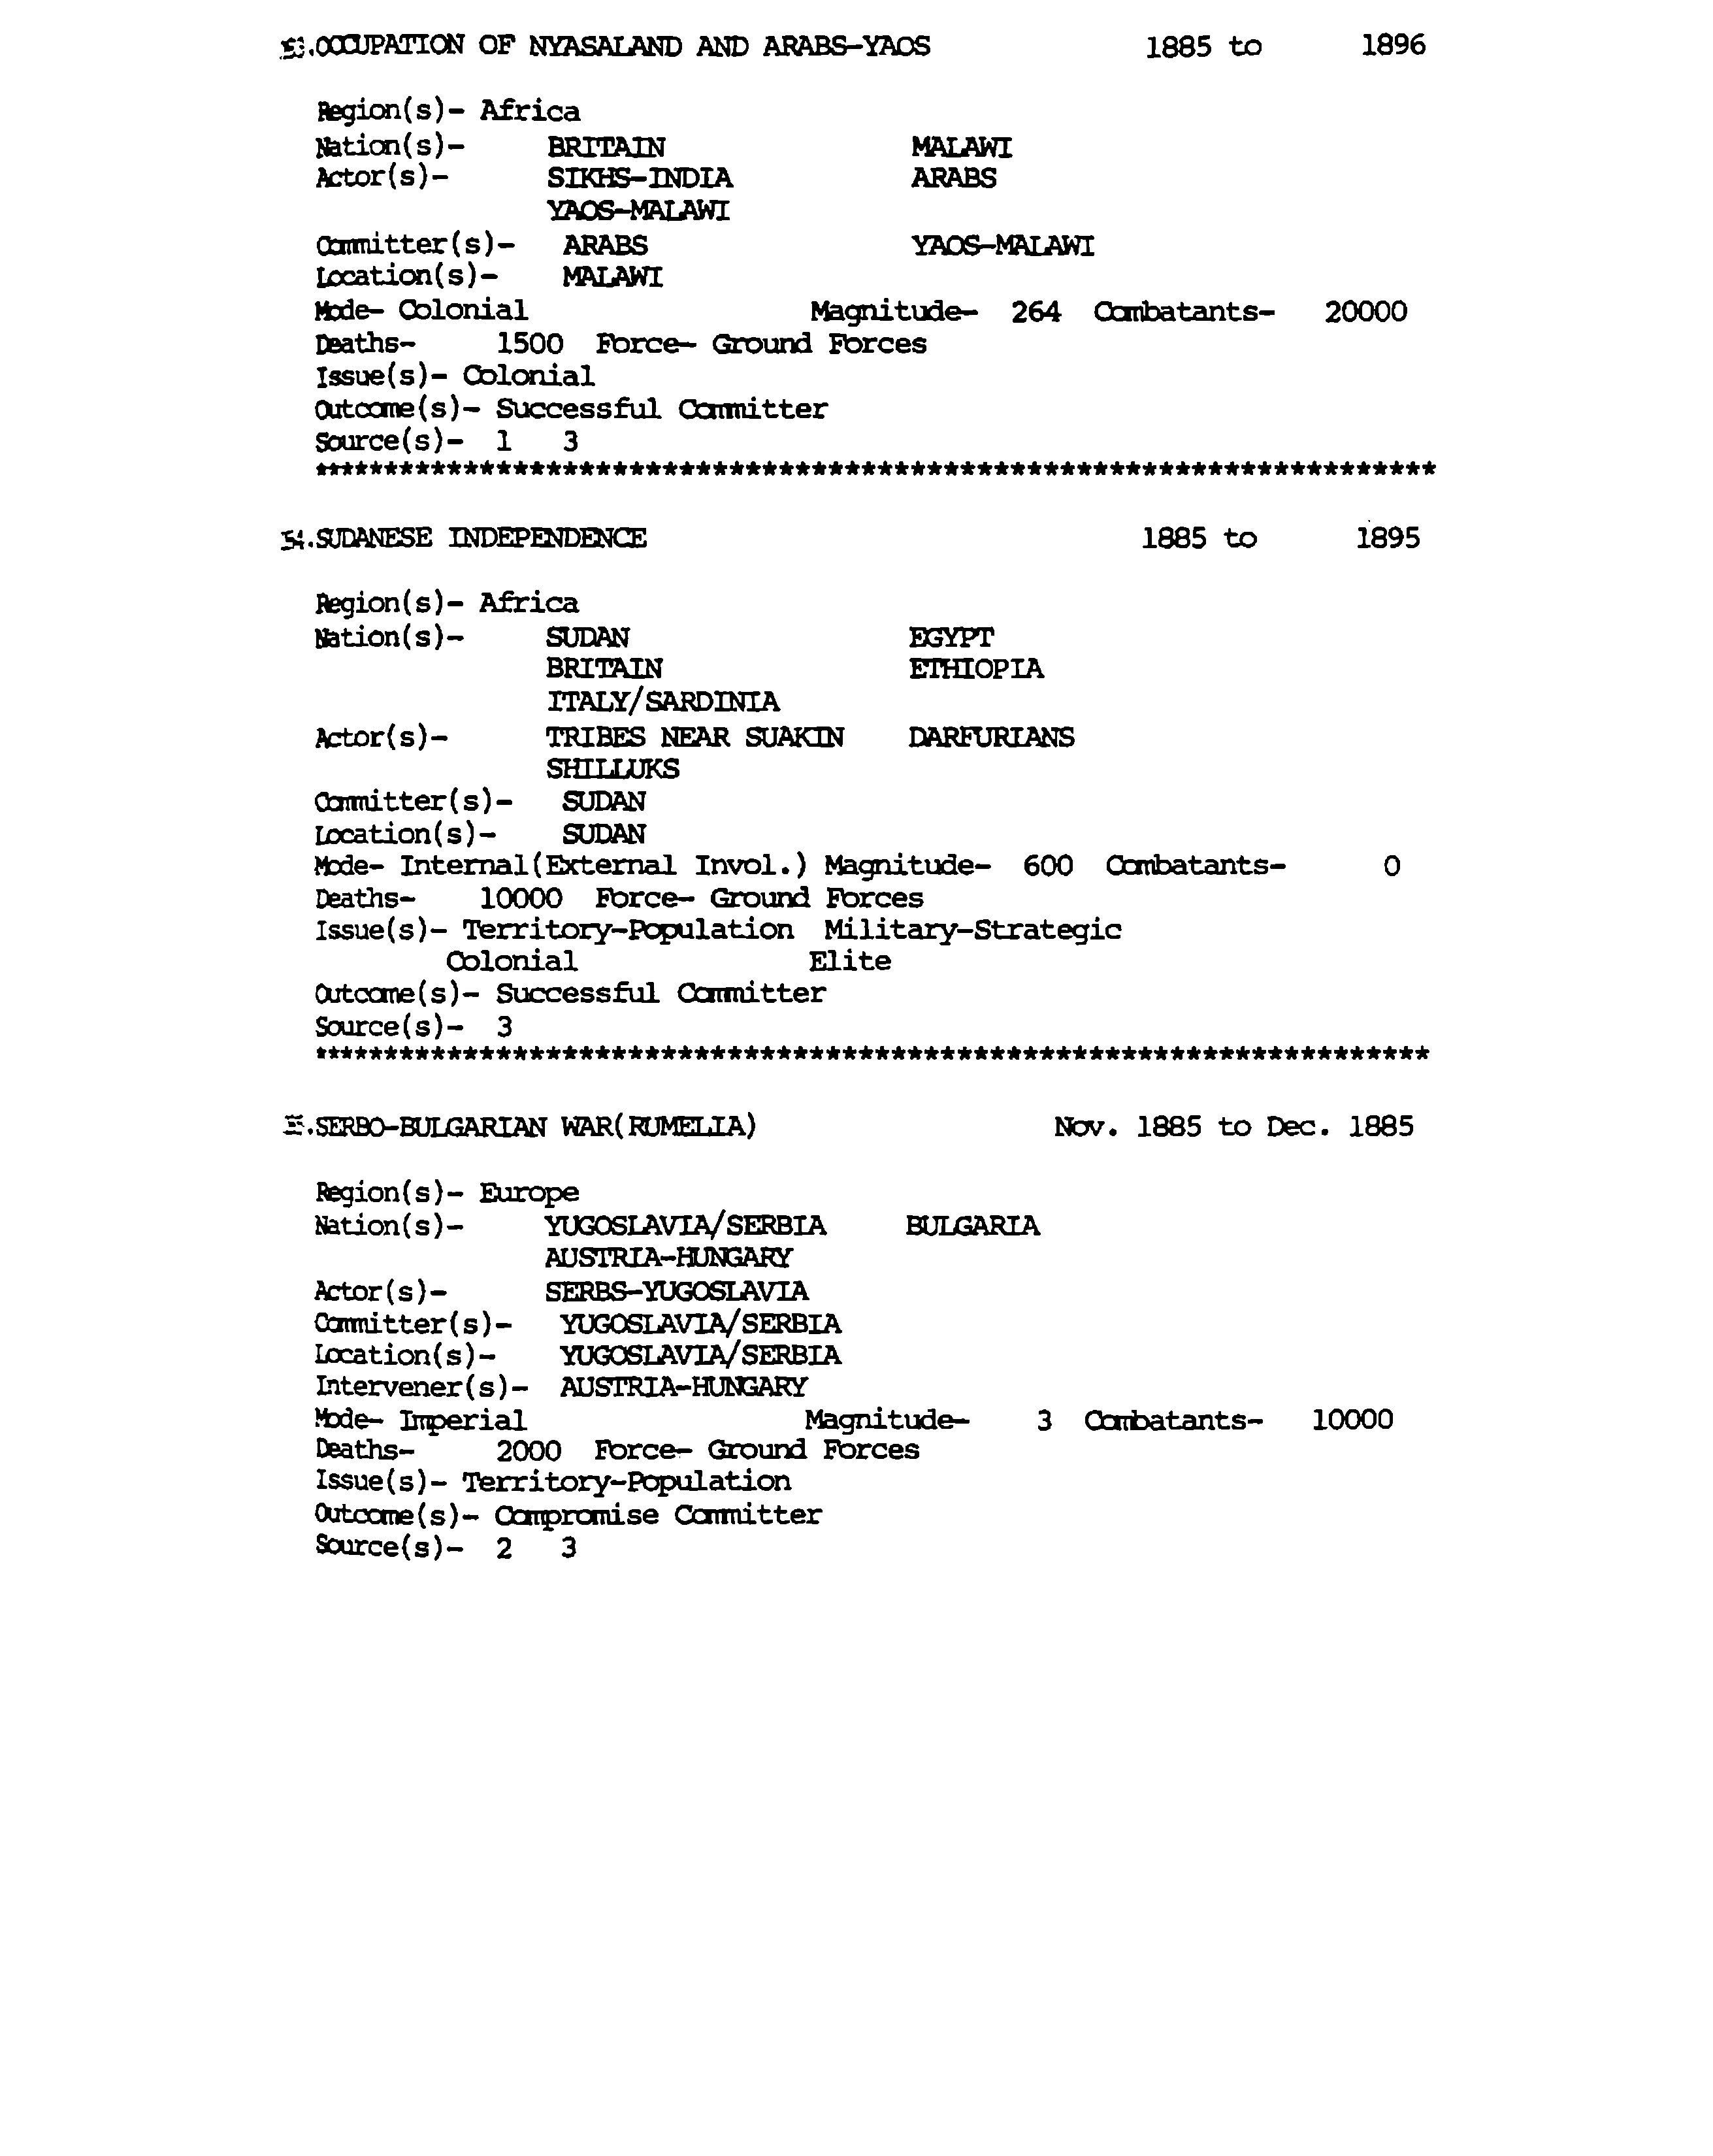 53.OCCUPATION OF NYASALAND AND ARABS-YAOS 1885 to 1896
Region(s)- Africa
Nation(s)- BRITAIN MALAWI
Actor(s)- SIKHS-INDIA ARABS
YAOS-MALAWI
Committer(s)- ARABS YAOS-MALAWI
Location(s)- MALAWI
Mode- Colonial Magnitude- 264 Combatants- 20000
Deaths- 1500 Force- Ground Forces
Issue(s)- Colonial
Outcome(s)- Successful Committer
Source(s)- 1 3
********************************************************************
54.SUDANESE INDEPENDENCE 1885 to 1895
Region(s)- Africa
Nation(s)- SUDAN EGYPT
BRITAIN ETHIOPIA
ITALY/SARDINIA
Actor(s)- TRIBES NEAR SUAKIN DARFURIANS
SHILLUKS
Committer(s)- SUDAN
Location(s)- SUDAN
Mode- Internal(External Invol.) Magnitude- 600 Combatants- 0
Deaths- 10000 Force- Ground Forces
Issue(s)- Territory-Population Military-Strategic
Colonial Elite
Outcome(s)- Successful Committer
Source(s)- 3
********************************************************************
.SERBO-BULGARIAN WAR(RUMELIA) Nov. 1885 to Dec. 1885
Region(s)- Europe
Nation(s)- YUGOSLAVIA/SERBIA BULGARIA
AUSTRIA-HUNGARY
Actor(s)- SERBS-YUGOSLAVIA
Committer(s)- YUGOSLAVIA/SERBIA
Location(s)- YUGOSLAVIA/SERBIA
Intervener(s)- AUSTRIA-HUNGARY
Mode- Imperial Magnitude- 3 Combatants- 10000
Deaths- 2000 Force- Ground Forces
Issue(s)- Territory-Population
Outcome(s)- Compromise Committer
Source(s)- 2 3